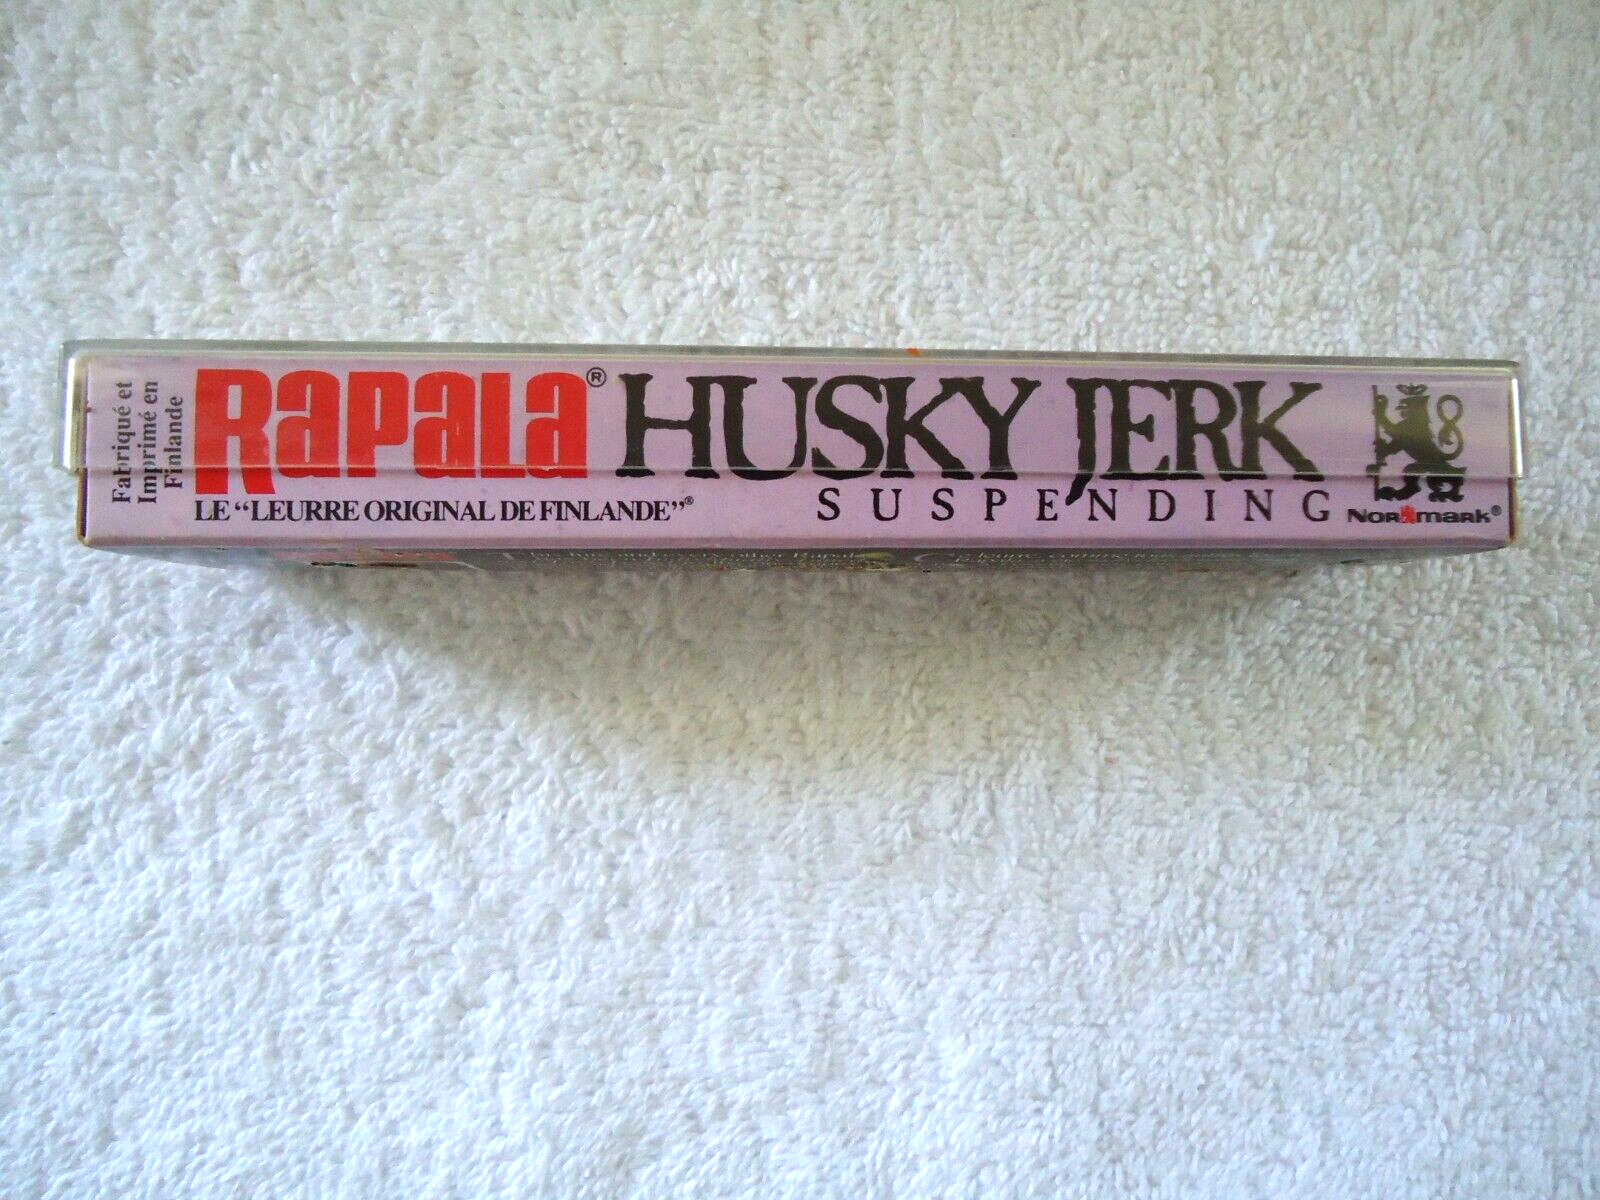 Fabriqué et
Imprimé en
Finlande
Rapala® HUSKY JERK
LE “LEURRE ORIGINAL DE FINLANDE”®
SUSPENDING
Normark®